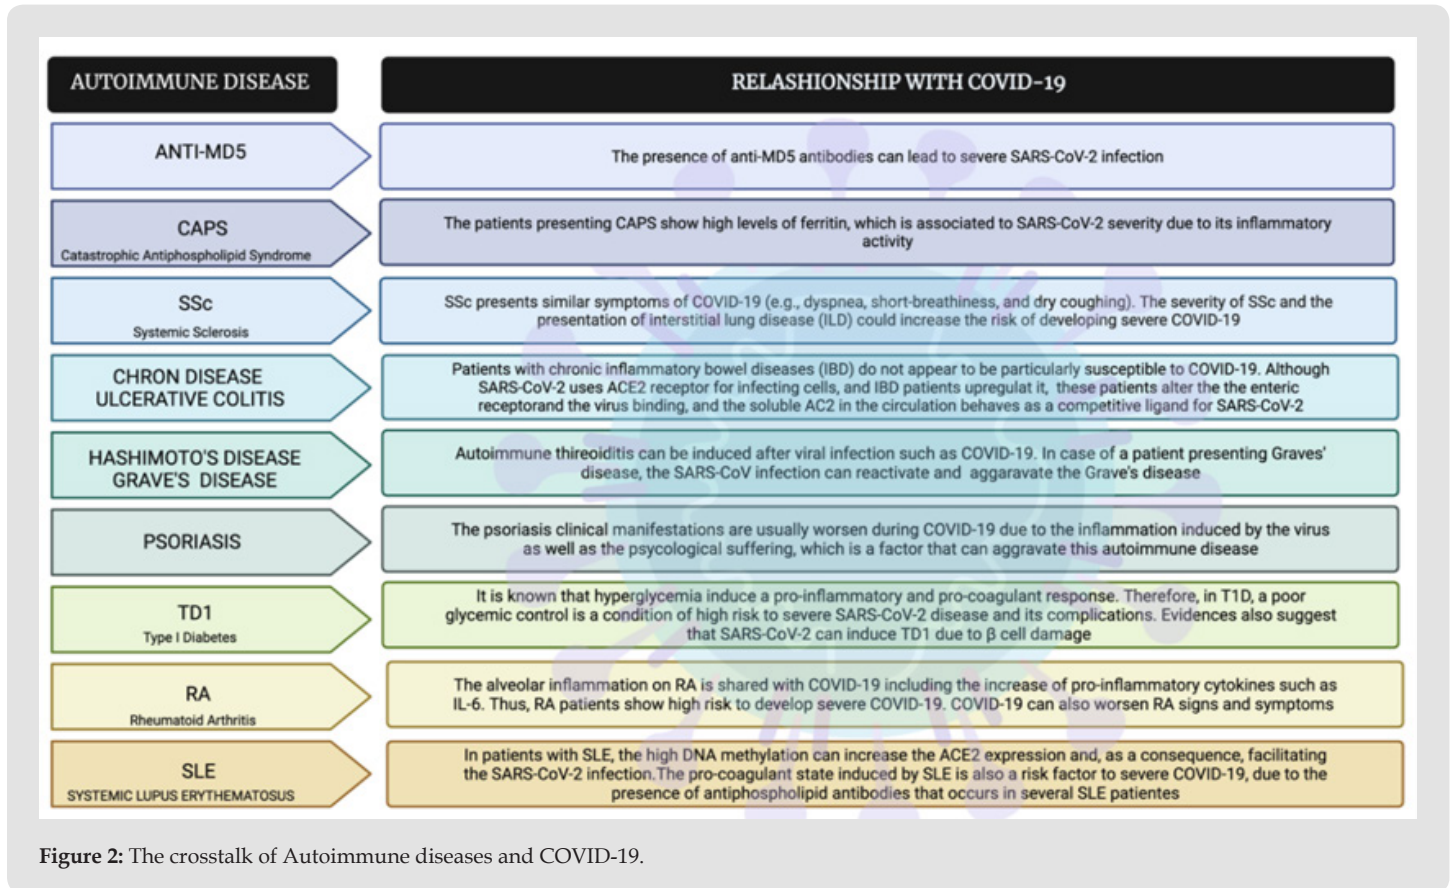 AUTOIMMUNE DISEASE
RELASHIONSHIP WITH COVID-19
ANTI-MD5
The presence of anti-MD5 antibodies can lead to severe SARS-CoV-2 infection
CAPS
Catastrophic Antiphospholipid Syndrome
The patients presenting CAPS show high levels of ferritin, which is associated to SARS-CoV-2 severity due to its inflammatory
activity
SSc
Systemic Sclerosis
SSc presents similar symptoms of COVID-19 (e.g., dyspnea, short-breathiness, and dry coughing). The severity of SSc and the
presentation of interstitial lung disease (ILD) could increase the risk of developing severe COVID-19
CHRON DISEASE
ULCERATIVE COLITIS
Patients with chronic inflammatory bowel diseases (IBD) do not appear to be particularly susceptible to COVID-19. Although
SARS-CoV-2 uses ACE2 receptor for infecting cells, and IBD patients upregulat it, these patients alter the the enteric
receptorand the virus binding, and the soluble AC2 in the circulation behaves as a competitive ligand for SARS-CoV-2
HASHIMOTO'S DISEASE
GRAVE'S DISEASE
Autoimmune thireoiditis can be induced after viral infection such as COVID-19. In case of a patient presenting Graves'
disease, the SARS-CoV infection can reactivate and aggaravate the Grave's disease
PSORIASIS
The psoriasis clinical manifestations are usually worsen during COVID-19 due to the inflammation induced by the virus
as well as the psycological suffering, which is a factor that can aggravate this autoimmune disease
TD1
Type I Diabetes
It is known that hyperglycemia induce a pro-inflammatory and pro-coagulant response. Therefore, in T1D, a poor
glycemic control is a condition of high risk to severe SARS-CoV-2 disease and its complications. Evidences also suggest
that SARS-CoV-2 can induce TD1 due to β cell damage
RA
Rheumatoid Arthritis
The alveolar inflammation on RA is shared with COVID-19 including the increase of pro-inflammatory cytokines such as
IL-6. Thus, RA patients show high risk to develop severe COVID-19. COVID-19 can also worsen RA signs and symptoms
SLE
SYSTEMIC LUPUS ERYTHEMATOSUS
In patients with SLE, the high DNA methylation can increase the ACE2 expression and, as a consequence, facilitating
the SARS-CoV-2 infection.The pro-coagulant state induced by SLE is also a risk factor to severe COVID-19, due to the
presence of antiphospholipid antibodies that occurs in several SLE patientes
Figure 2: The crosstalk of Autoimmune diseases and COVID-19.